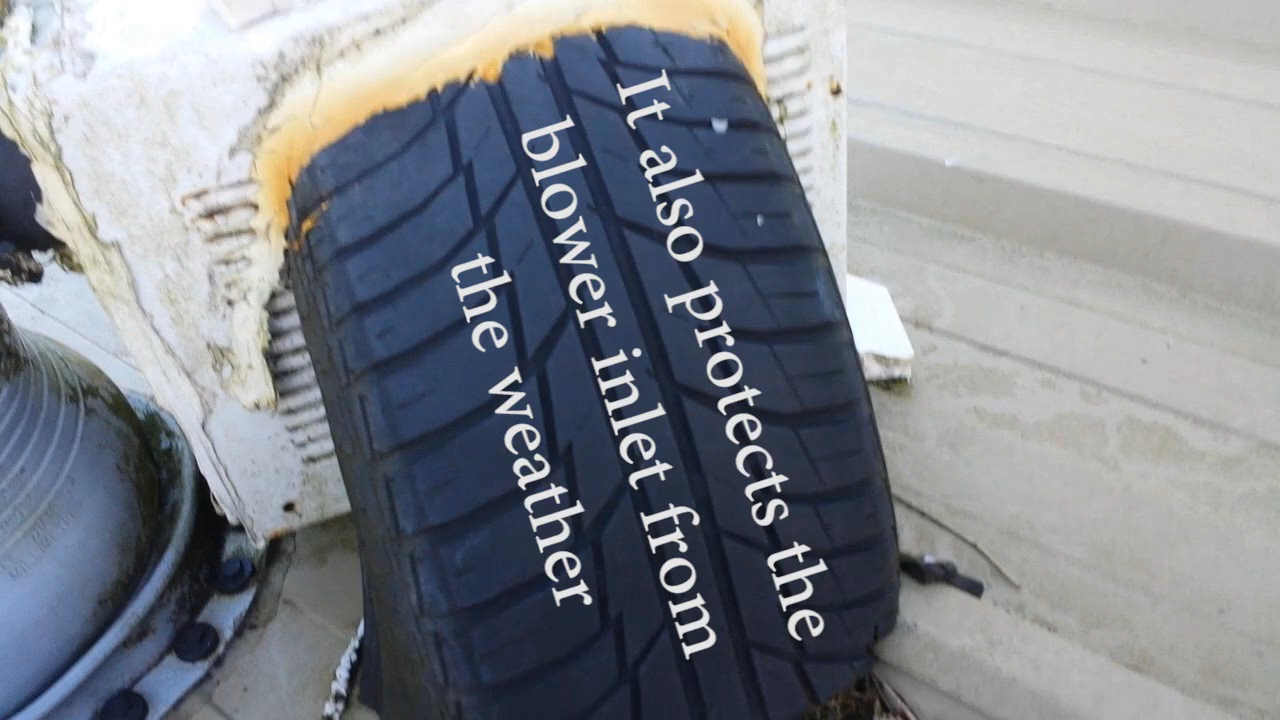 It also protects the
blower inlet from
the weather